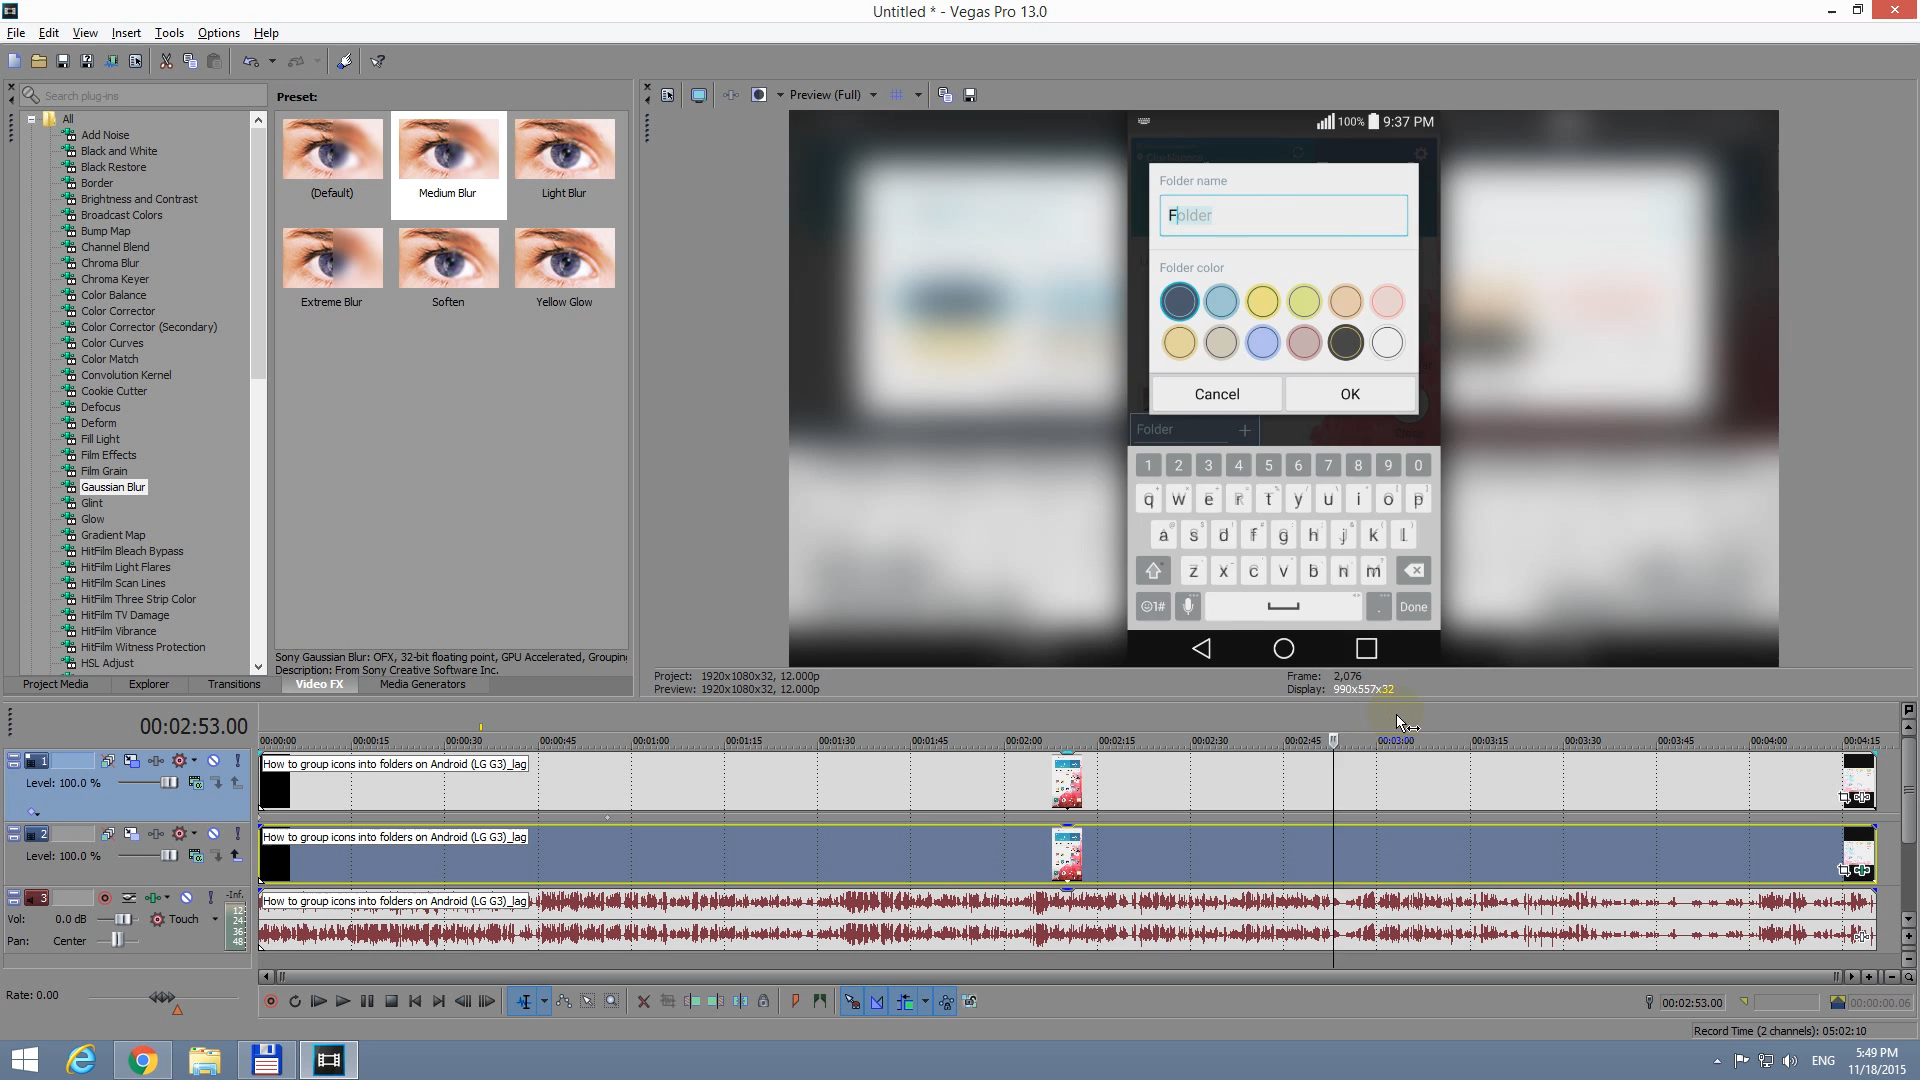 Untitled * - Vegas Pro 13.0
File Edit View Insert Tools Options Help
Search plug-ins
All
Add Noise
Black and White
Black Restore
Border
Brightness and Contrast
Broadcast Colors
Bump Map
Channel Blend
Chroma Blur
Chroma Keyer
Color Balance
Color Corrector
Color Corrector (Secondary)
Color Curves
Color Match
Convolution Kernel
Cookie Cutter
Defocus
Deform
Fill Light
Film Effects
Film Grain
Gaussian Blur
Glint
Glow
Gradient Map
HitFilm Bleach Bypass
HitFilm Light Flares
HitFilm Scan Lines
HitFilm Three Strip Color
HitFilm TV Damage
HitFilm Vibrance
HitFilm Witness Protection
HSL Adjust
Preset:
(Default) Medium Blur Light Blur
Extreme Blur Soften Yellow Glow
Sony Gaussian Blur: OFX, 32-bit floating point, GPU Accelerated, Grouping
Description: From Sony Creative Software Inc.
Project Media Explorer Transitions Video FX Media Generators
Preview (Full)
100% 9:37 PM
Folder name
Folder
Folder color
Cancel OK
Folder +
1 2 3 4 5 6 7 8 9 0
q w e r t y u i o p
a s d f g h j k l
z x c v b n m
☺1# . Done
Project: 1920x1080x32, 12.000p
Preview: 1920x1080x32, 12.000p
Frame: 2,076
Display: 990x557x32
00:02:53.00
00:00:00 00:00:15 00:00:30 00:00:45 00:01:00 00:01:15 00:01:30 00:01:45 00:02:00 00:02:15 00:02:30 00:02:45 00:03:00 00:03:15 00:03:30 00:03:45 00:04:00 00:04:15
1
Level: 100.0 %
How to group icons into folders on Android (LG G3)_lag
2
Level: 100.0 %
How to group icons into folders on Android (LG G3)_lag
3
-Inf.
Vol: 0.0 dB Touch
Pan: Center
12
24
36
48
How to group icons into folders on Android (LG G3)_lag
Rate: 0.00
00:02:53.00
00:00:00.06
Record Time (2 channels): 05:02:10
ENG
5:49 PM
11/18/2015